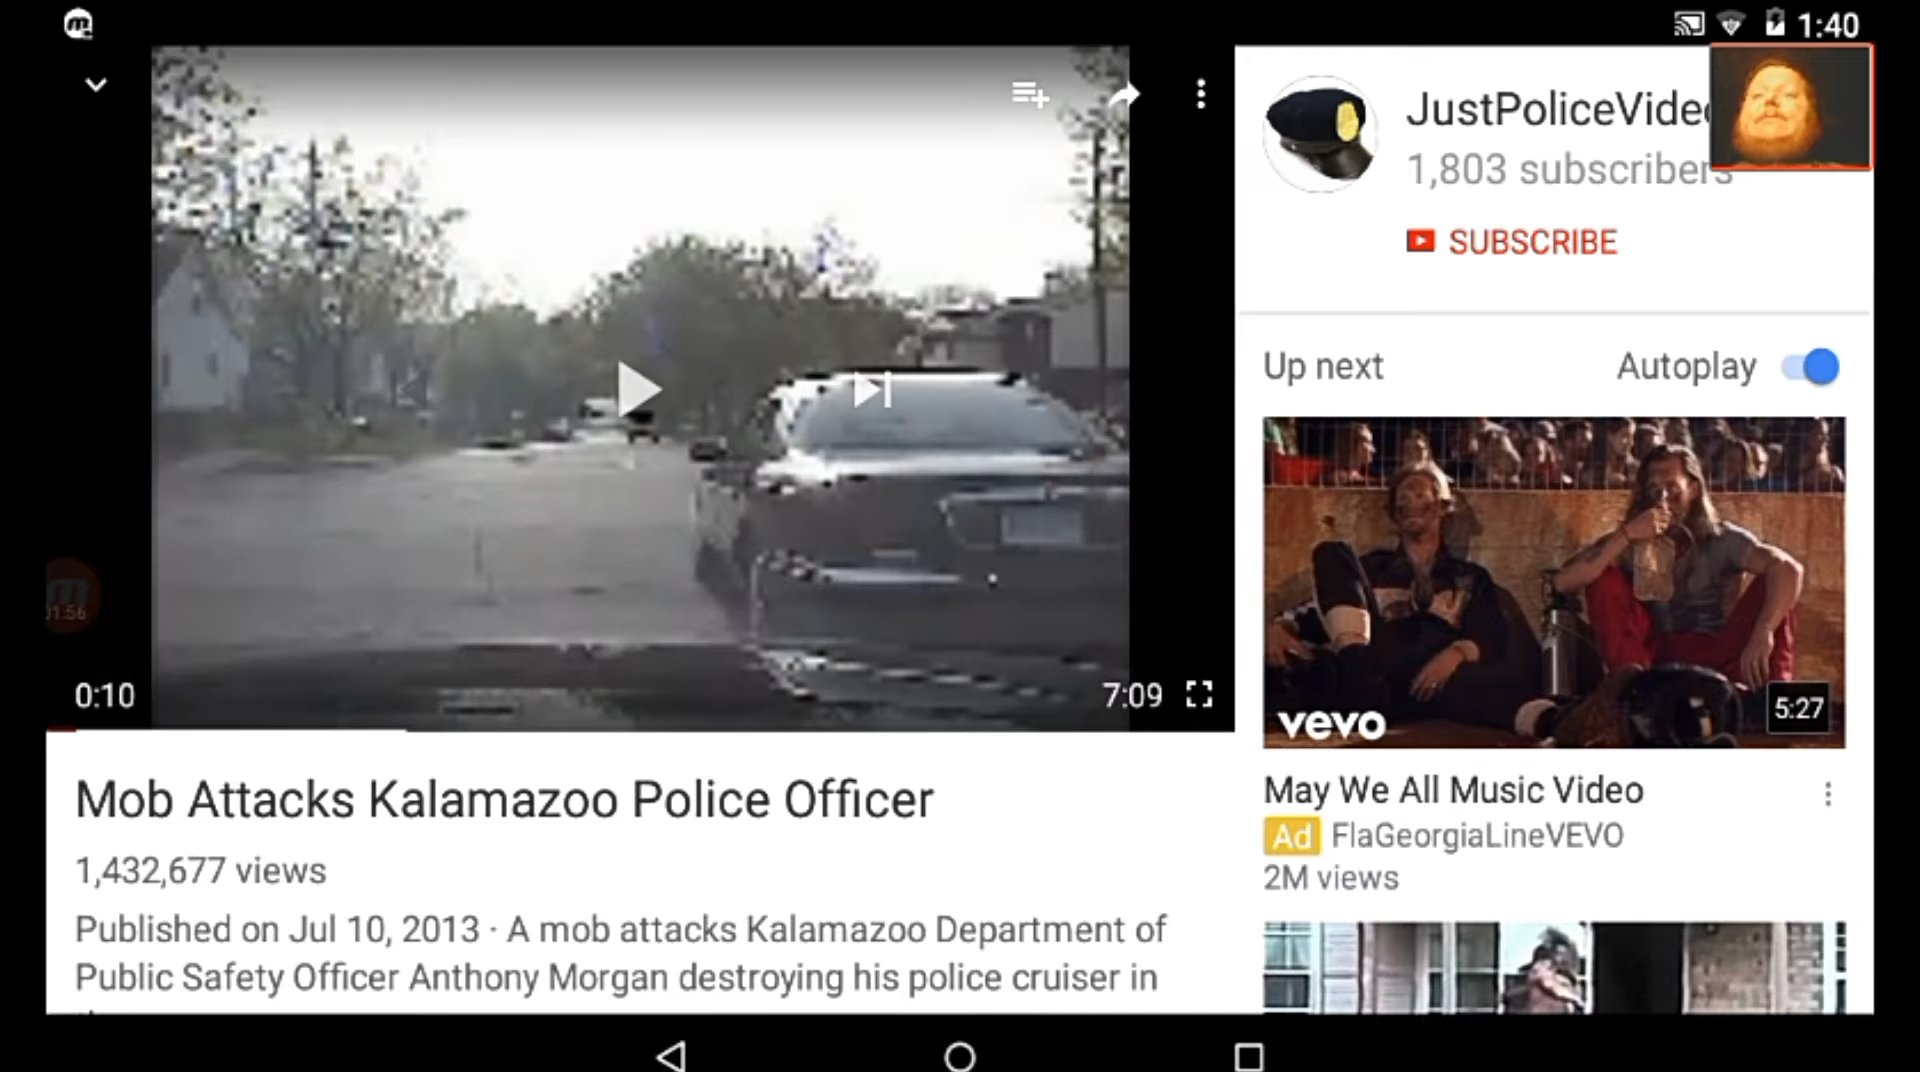 1:40
JustPoliceVide
1,803 subscribers
SUBSCRIBE
Up next
Autoplay
01:56
0:10
7:09
vevo
5:27
Mob Attacks Kalamazoo Police Officer
1,432,677 views
Published on Jul 10, 2013 · A mob attacks Kalamazoo Department of
Public Safety Officer Anthony Morgan destroying his police cruiser in
May We All Music Video
Ad FlaGeorgiaLineVEVO
2M views